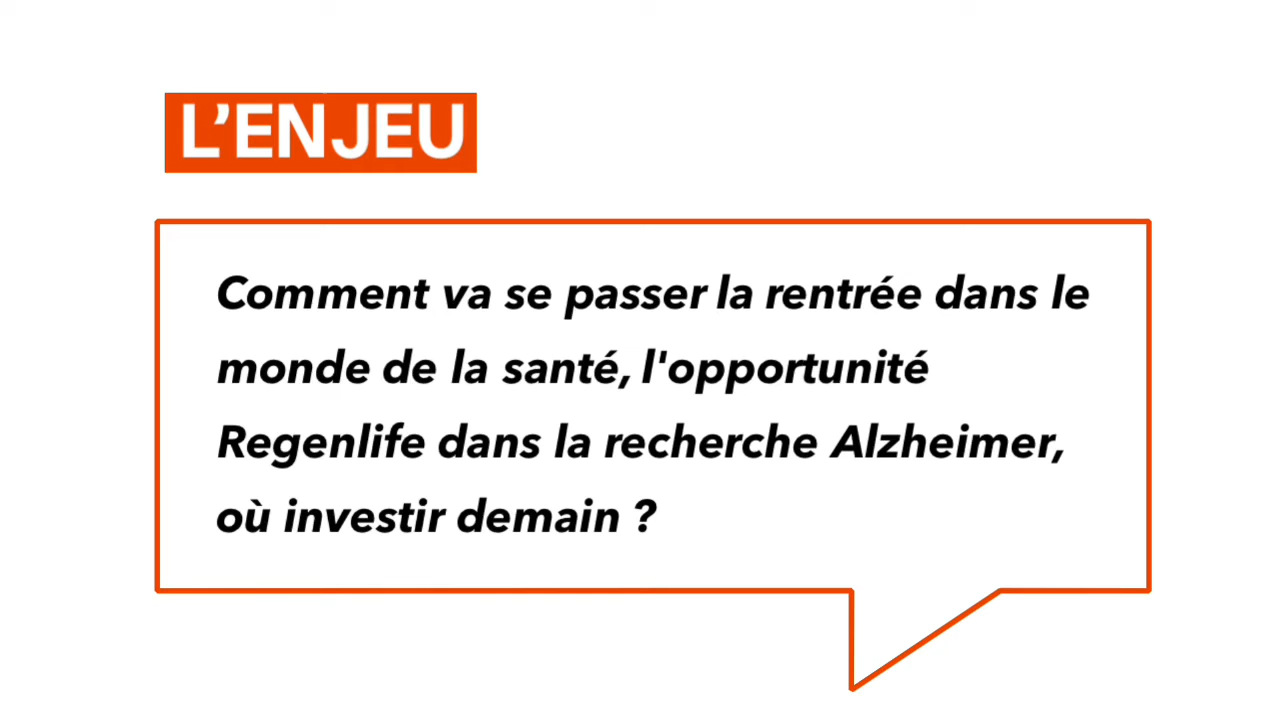 L’ENJEU
Comment va se passer la rentrée dans le
monde de la santé, l'opportunité
Regenlife dans la recherche Alzheimer,
où investir demain ?